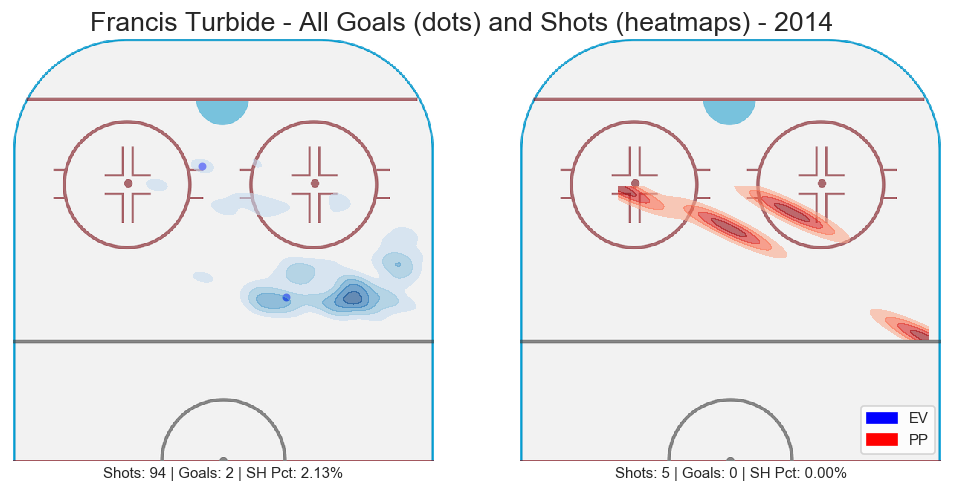 Francis Turbide - All Goals (dots) and Shots (heatmaps) - 2014
EV
PP
Shots: 94 | Goals: 2 | SH Pct: 2.13%
Shots: 5 | Goals: 0 | SH Pct: 0.00%